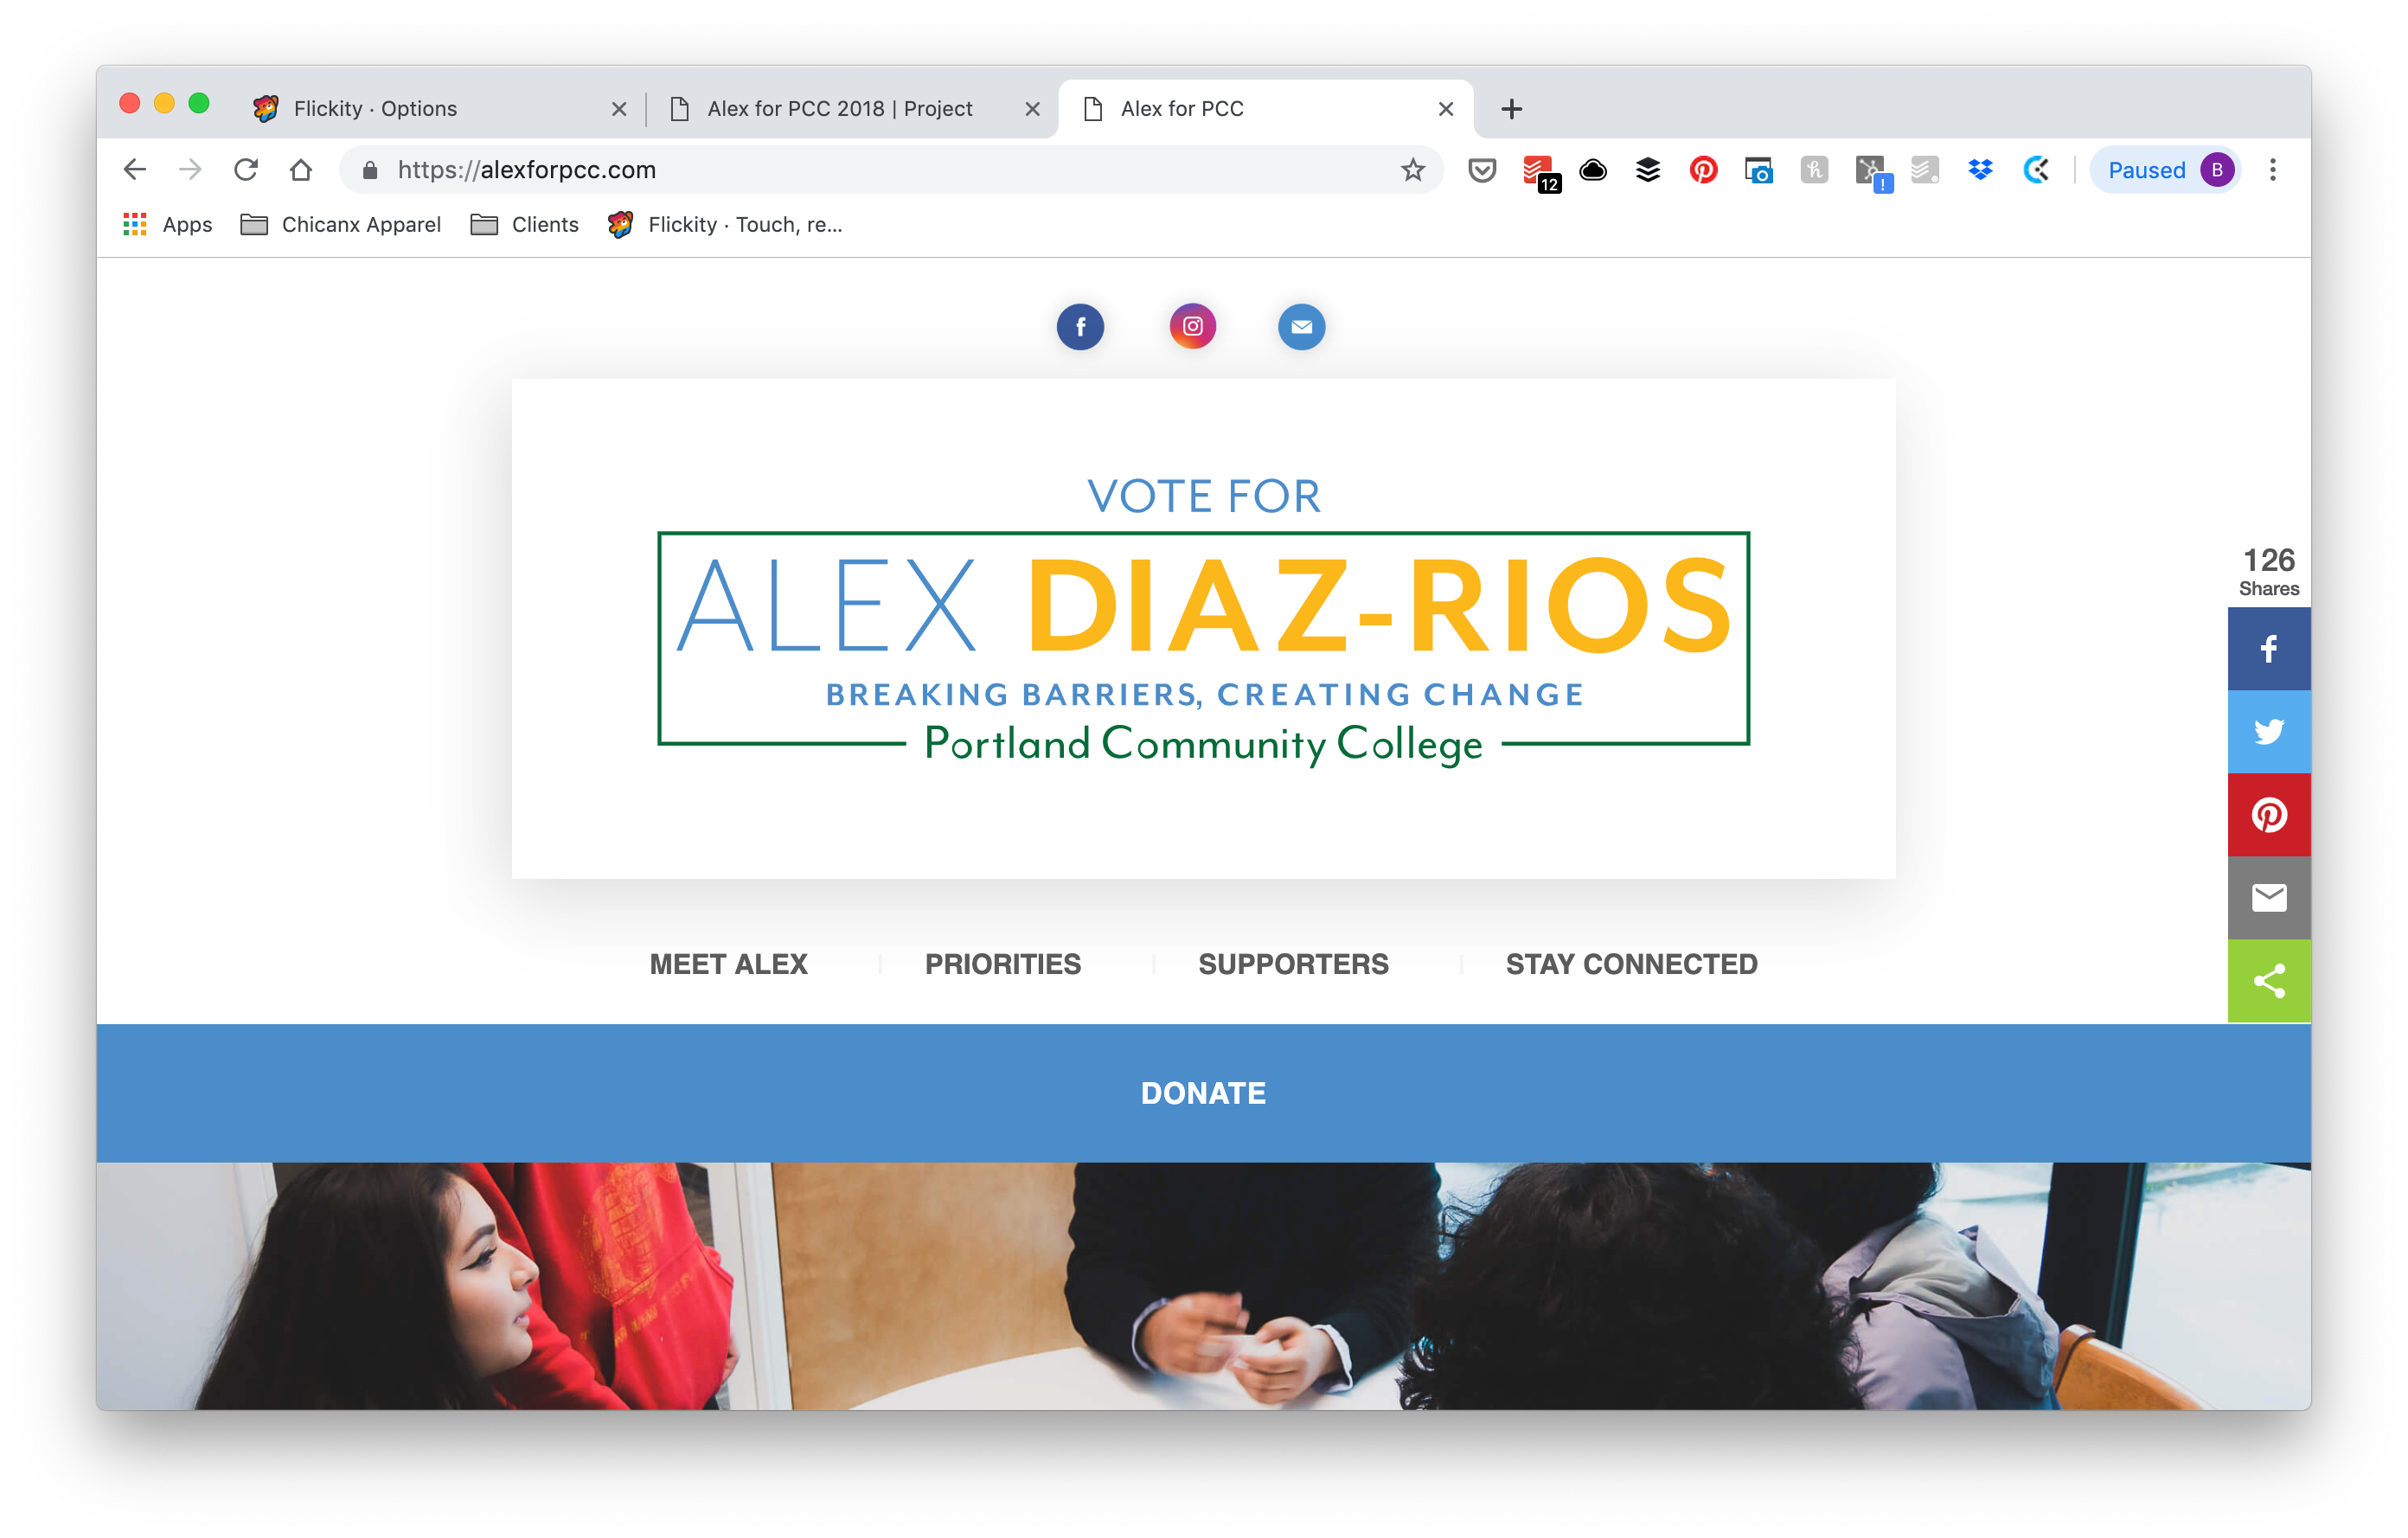 Flickity · Options
Alex for PCC 2018 | Project
Alex for PCC
https://alexforpcc.com
12
!
Paused
B
Apps
Chicanx Apparel
Clients
Flickity · Touch, re...
VOTE FOR
ALEX DIAZ-RIOS
BREAKING BARRIERS, CREATING CHANGE
Portland Community College
126
Shares
MEET ALEX
PRIORITIES
SUPPORTERS
STAY CONNECTED
DONATE